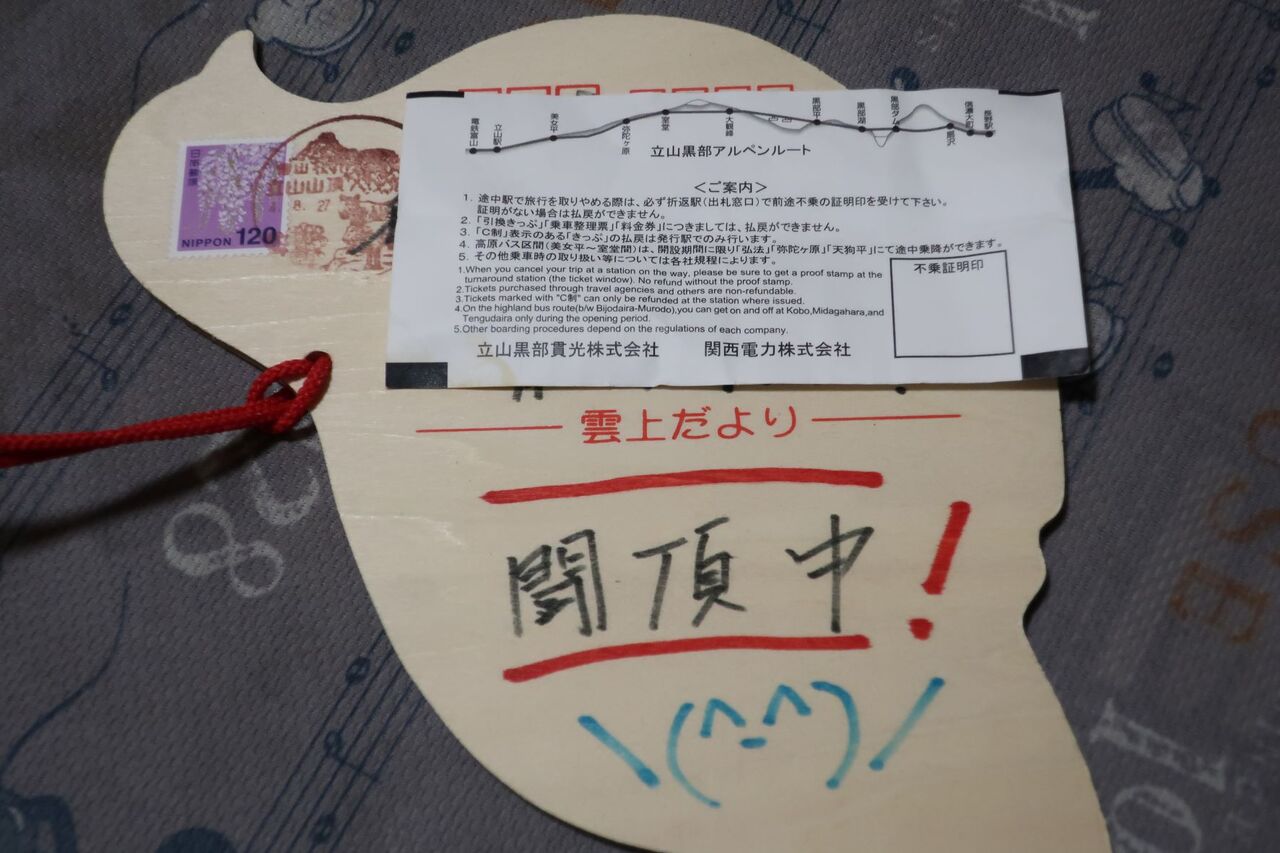 日本郵便
NIPPON 120
立山山頂
8.27
電鉄富山
立山駅
美女平
弥陀ヶ原
室堂
大観峰
黒部平
黒部湖
黒部ダム
扇沢
信濃大町
長野駅
立山黒部アルペンルート
＜ご案内＞
1．途中駅で旅行を取りやめる際は、必ず折返駅(出札窓口)で前途不乗の証明印を受けて下さい。
証明がない場合は払戻ができません。
2．「引換きっぷ」「乗車整理票」「料金券」につきましては、払戻ができません。
3．「C制」表示のある「きっぷ」の払戻は発行駅でのみ行います。
4．高原バス区間(美女平～室堂間)は、開設期間に限り「弘法」「弥陀ヶ原」「天狗平」にて途中乗降ができます。
5．その他乗車時の取り扱い等については各社規程によります。
1.When you cancel your trip at a station on the way, please be sure to get a proof stamp at the
turnaround station (the ticket window). No refund without the proof stamp.
2.Tickets purchased through travel agencies and others are non-refundable.
3.Tickets marked with "C制" can only be refunded at the station where issued.
4.On the highland bus route(b/w Bijodaira-Murodo),you can get on and off at Kobo,Midagahara,and
Tengudaira only during the opening period.
5.Other boarding procedures depend on the regulations of each company.
不乗証明印
立山黒部貫光株式会社 関西電力株式会社
雲上だより
閙頂中!
\(^-^)/